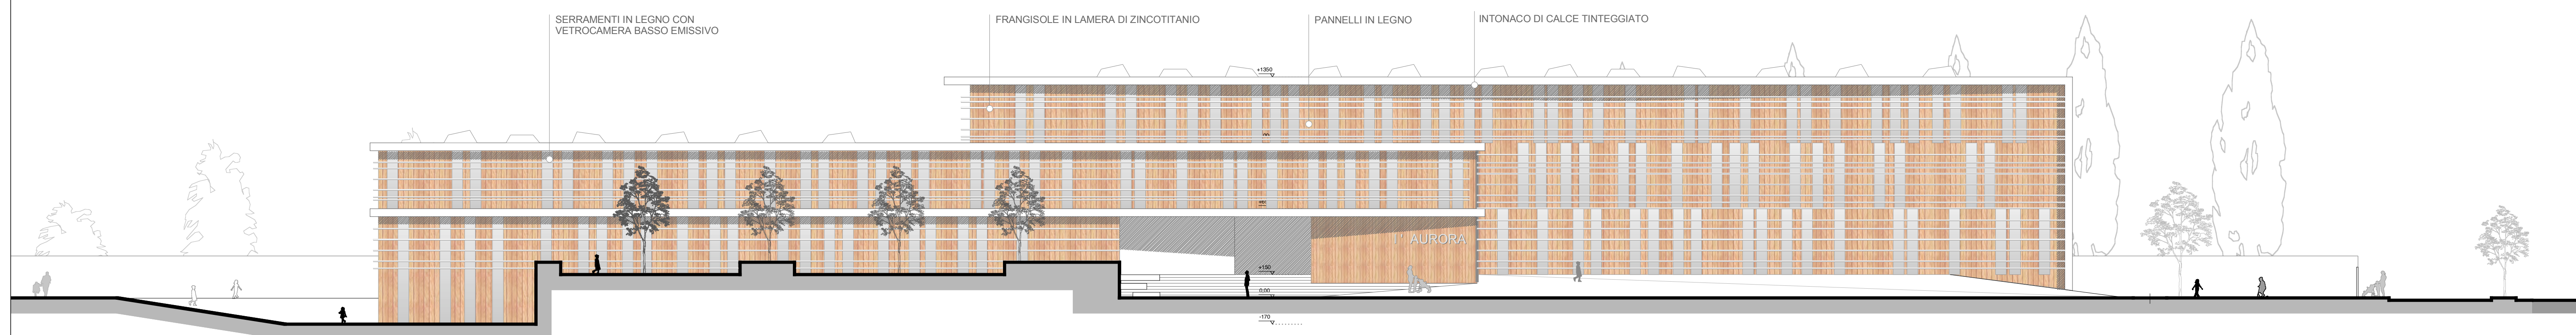 SERRAMENTI IN LEGNO CON
VETROCAMERA BASSO EMISSIVO
FRANGISOLE IN LAMERA DI ZINCOTITANIO
PANNELLI IN LEGNO
INTONACO DI CALCE TINTEGGIATO
+1350
L' AURORA
+150
0,00
-170